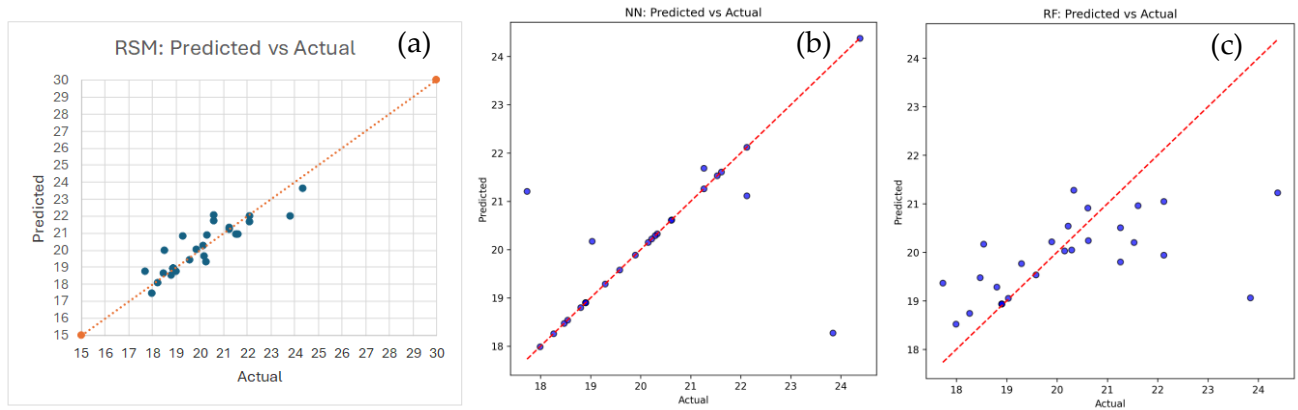 RSM: Predicted vs Actual
(a)
Predicted
30
29
28
27
26
25
24
23
22
21
20
19
18
17
16
15
15 16 17 18 19 20 21 22 23 24 25 26 27 28 29 30
Actual
NN: Predicted vs Actual
(b)
Predicted
24
23
22
21
20
19
18
18 19 20 21 22 23 24
Actual
RF: Predicted vs Actual
(c)
Predicted
24
23
22
21
20
19
18
18 19 20 21 22 23 24
Actual